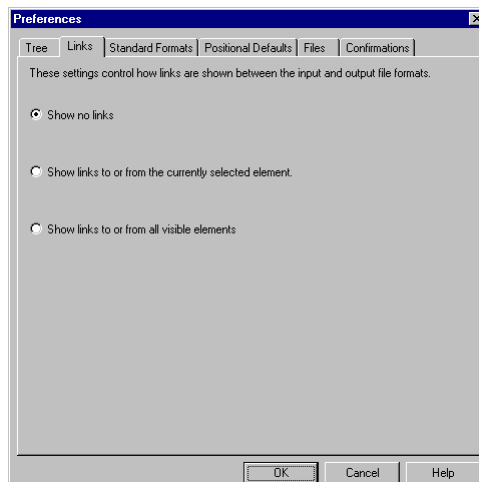 Preferences
Tree Links Standard Formats Positional Defaults Files Confirmations
These settings control how links are shown between the input and output file formats.
Show no links
Show links to or from the currently selected element.
Show links to or from all visible elements
OK Cancel Help